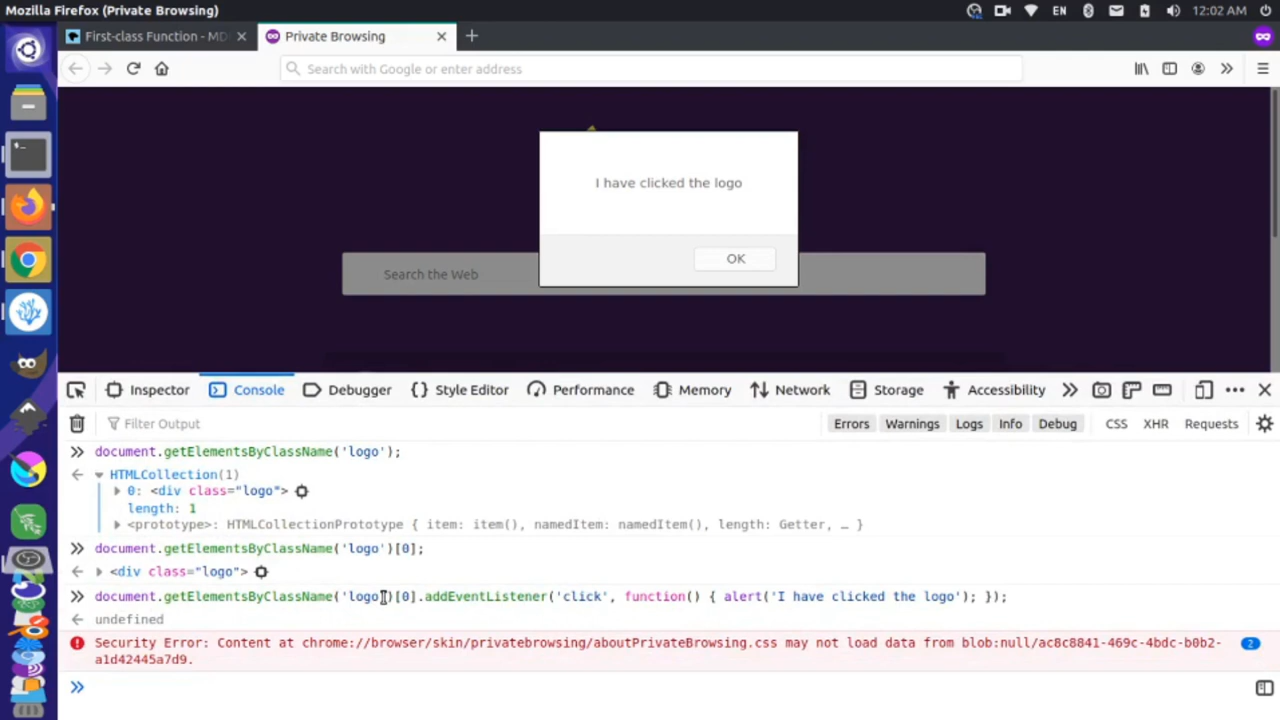 Mozilla Firefox (Private Browsing)
EN
12:02 AM
First-class Function - MD
Private Browsing
Search with Google or enter address
I have clicked the logo
OK
Search the Web
Inspector
Console
Debugger
Style Editor
Performance
Memory
Network
Storage
Accessibility
Filter Output
Errors
Warnings
Logs
Info
Debug
CSS
XHR
Requests
document.getElementsByClassName('logo');
HTMLCollection(1)
0: <div class="logo">
length: 1
<prototype>: HTMLCollectionPrototype { item: item(), namedItem: namedItem(), length: Getter, … }
document.getElementsByClassName('logo')[0];
<div class="logo">
document.getElementsByClassName('logo')[0].addEventListener('click', function() { alert('I have clicked the logo'); });
undefined
Security Error: Content at chrome://browser/skin/privatebrowsing/aboutPrivateBrowsing.css may not load data from blob:null/ac8c8841-469c-4bdc-b0b2-
a1d42445a7d9.
2